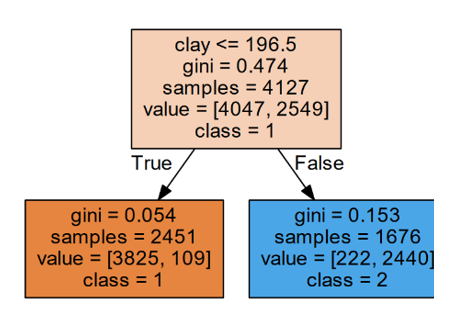 clay <= 196.5
gini = 0.474
samples = 4127
value = [4047, 2549]
class = 1
True
False
gini = 0.054
samples = 2451
value = [3825, 109]
class = 1
gini = 0.153
samples = 1676
value = [222, 2440]
class = 2